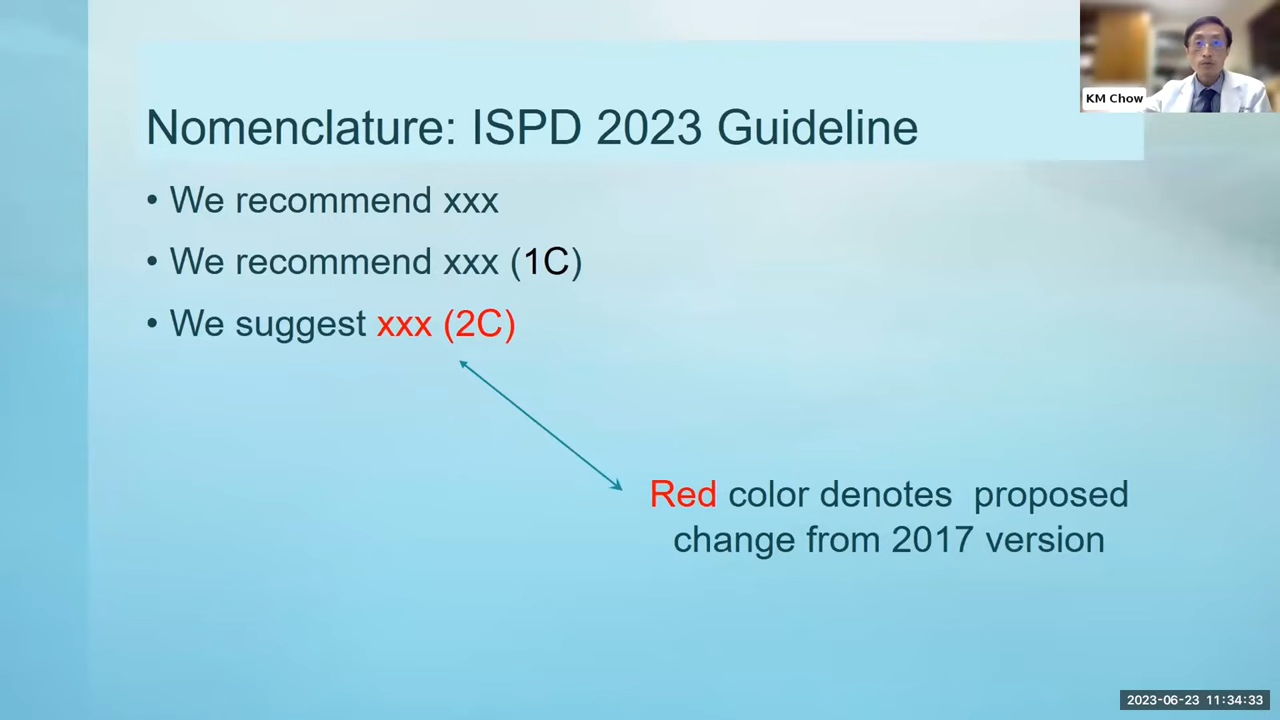 KM Chow
Nomenclature: ISPD 2023 Guideline
• We recommend xxx
• We recommend xxx (1C)
• We suggest xxx (2C)
Red color denotes proposed
change from 2017 version
2023-06-23 11:34:33